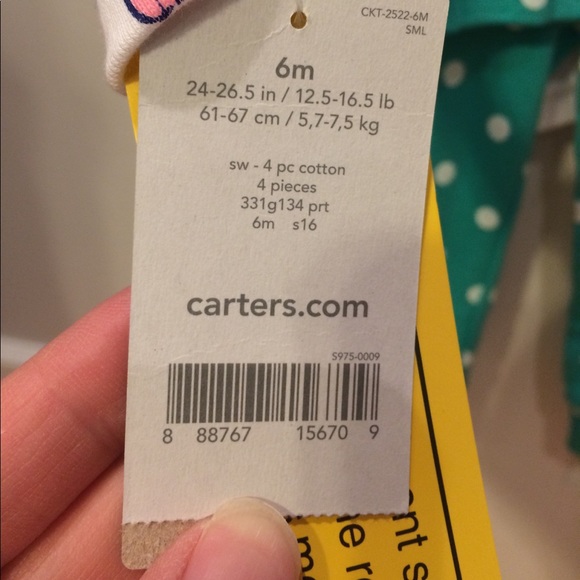 CKT-2522-6M
SML
6m
24-26.5 in / 12.5-16.5 lb
61-67 cm / 5,7-7,5 kg
sw - 4 pc cotton
4 pieces
331g134 prt
6m s16
carters.com
S975-0009
8 88767 15670 9